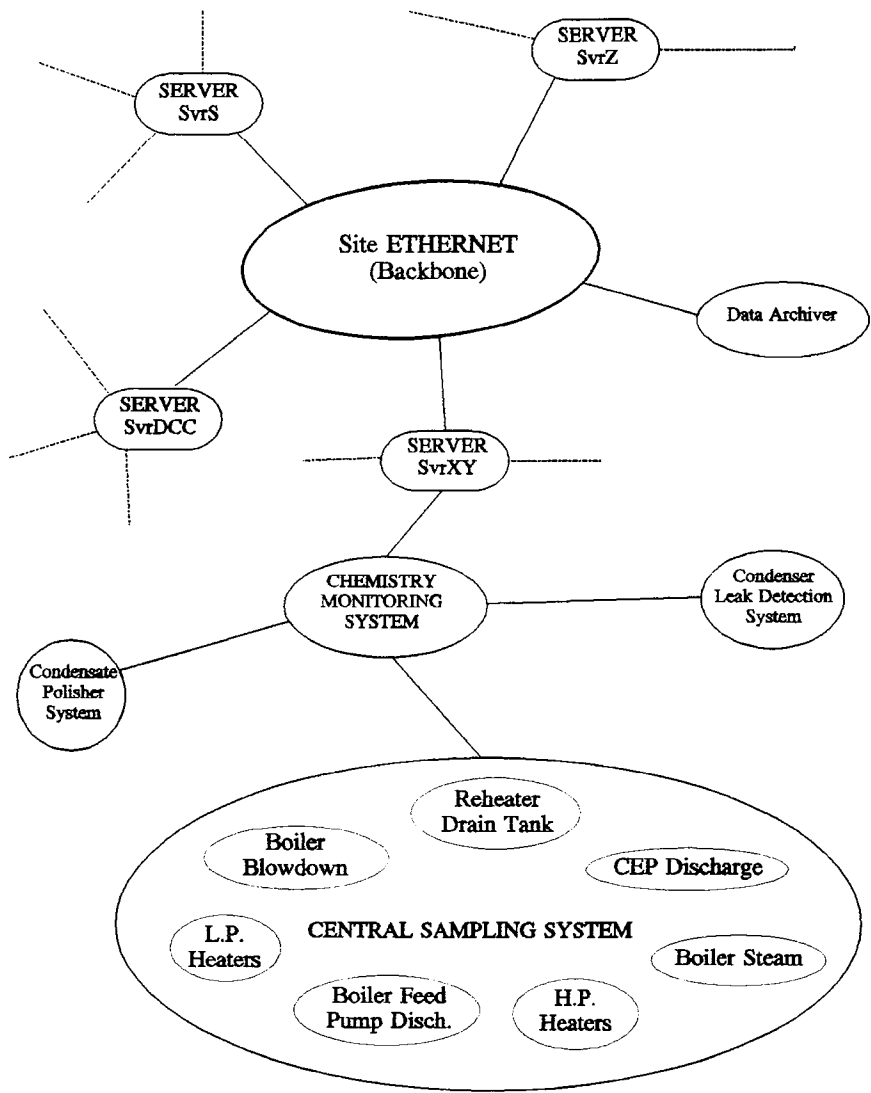 SERVER
SvrZ
SERVER
SvrS
Site ETHERNET
(Backbone)
Data Archiver
SERVER
SvrDCC
SERVER
SvrXY
CHEMISTRY
MONITORING
SYSTEM
Condenser
Leak Detection
System
Condensate
Polisher
System
Reheater
Drain Tank
Boiler
Blowdown
CEP Discharge
L.P.
Heaters
CENTRAL SAMPLING SYSTEM
Boiler Steam
Boiler Feed
Pump Disch.
H.P.
Heaters